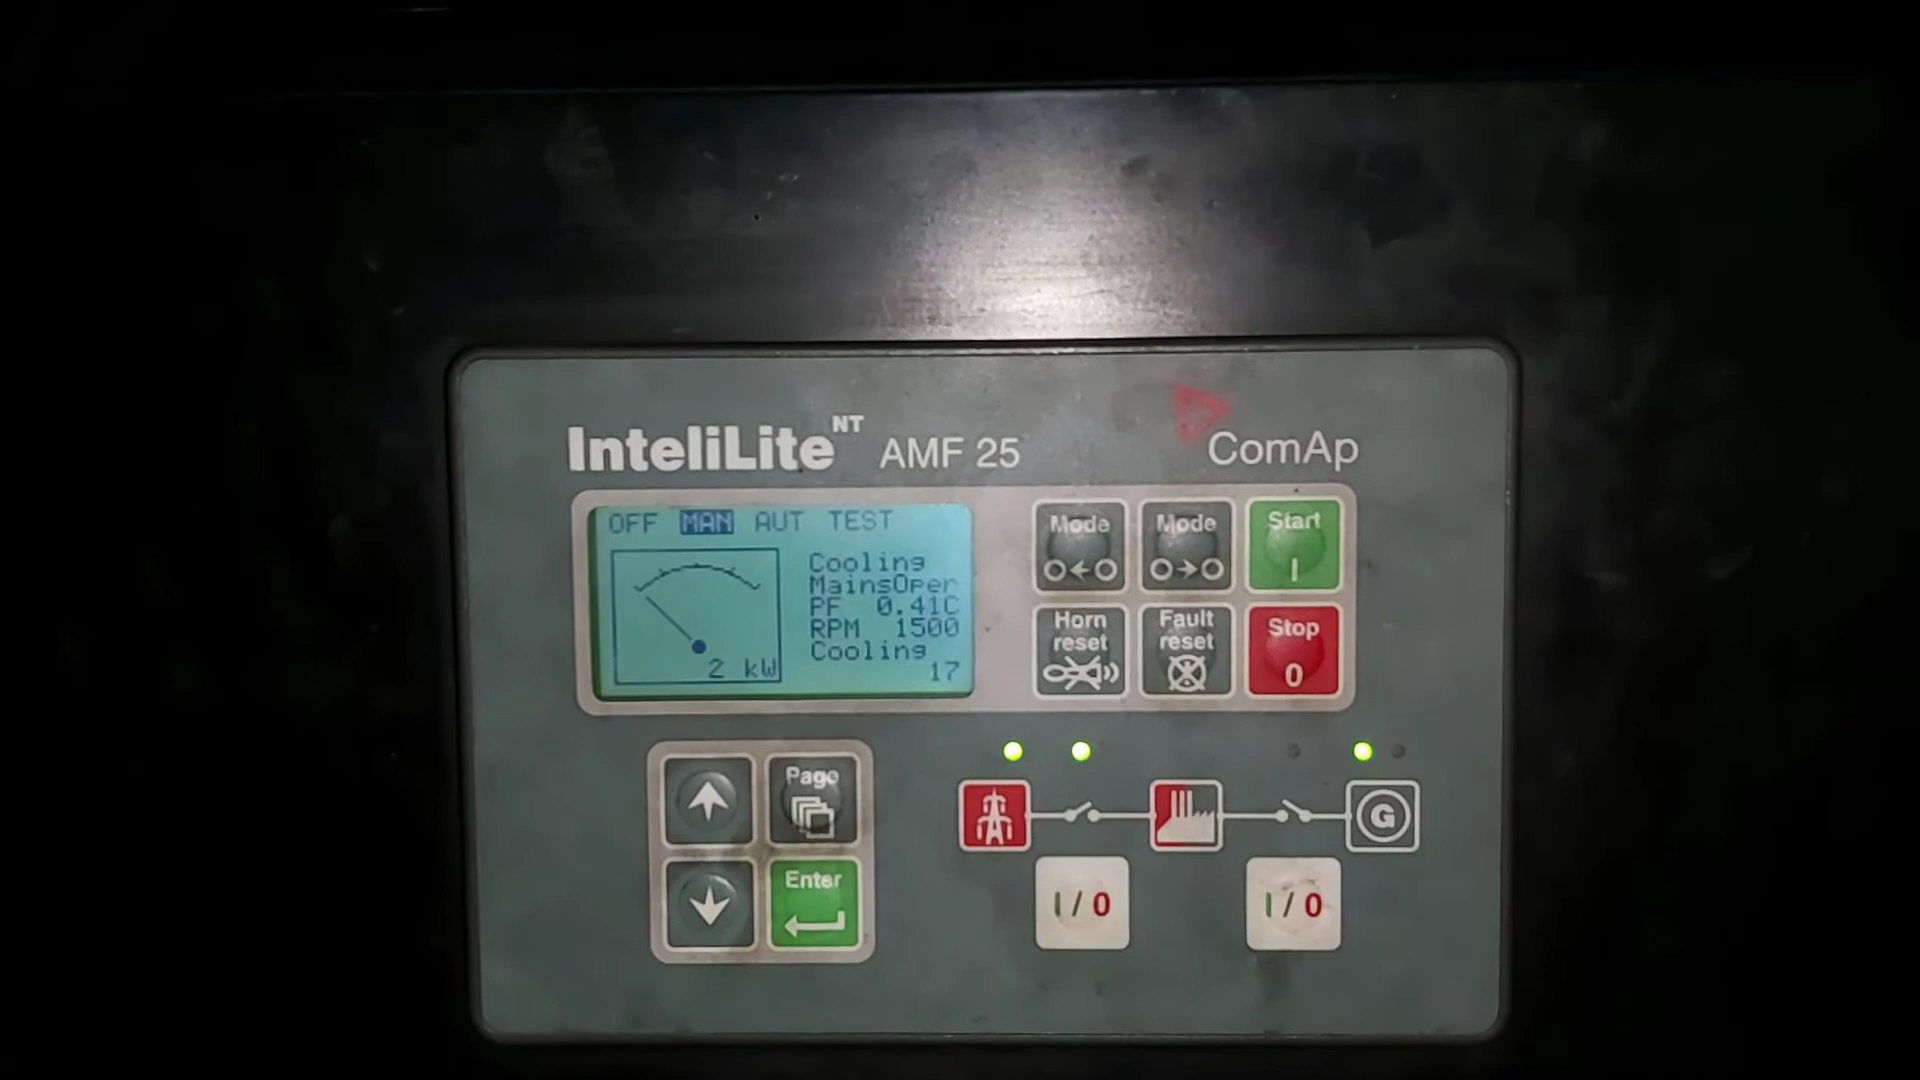 InteliLite NT AMF 25
ComAp
OFF MAN AUT TEST
Cooling
MainsOper
PF 0.41C
RPM 1500
Cooling
17
2 kW
Mode
Mode
Start
I
Horn
reset
Fault
reset
Stop
0
Page
Enter
G
I / 0
I / 0